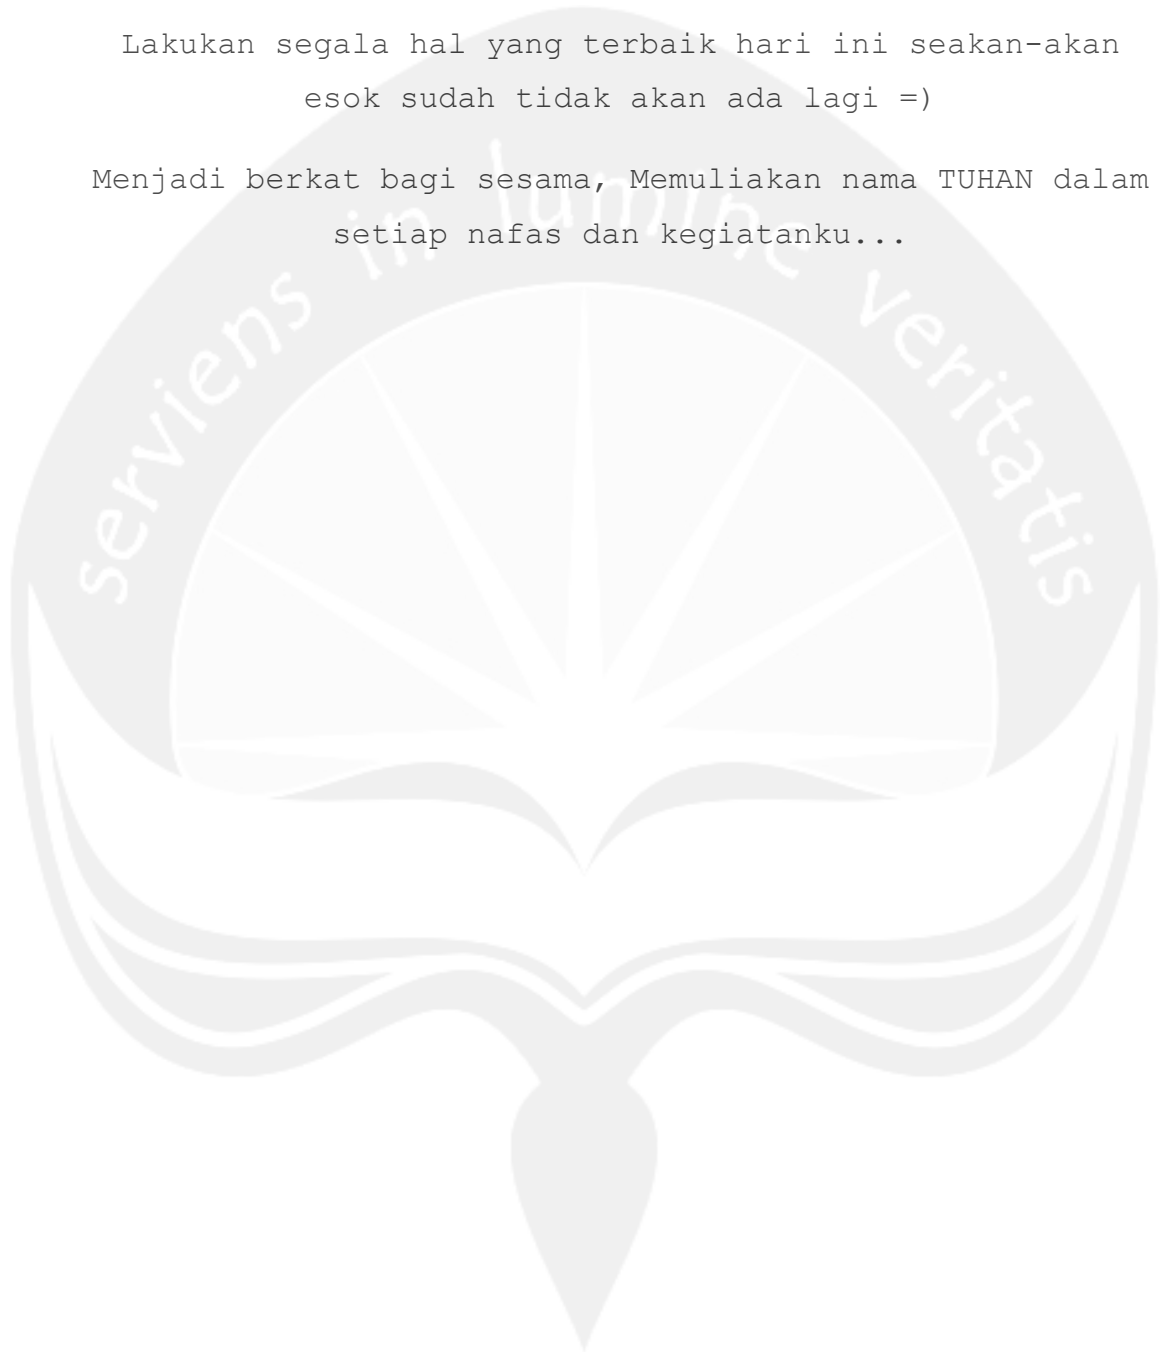 Lakukan segala hal yang terbaik hari ini seakan-akan
esok sudah tidak akan ada lagi =)
Menjadi berkat bagi sesama, Memuliakan nama TUHAN dalam
setiap nafas dan kegiatanku...
serviens in lumine veritatis